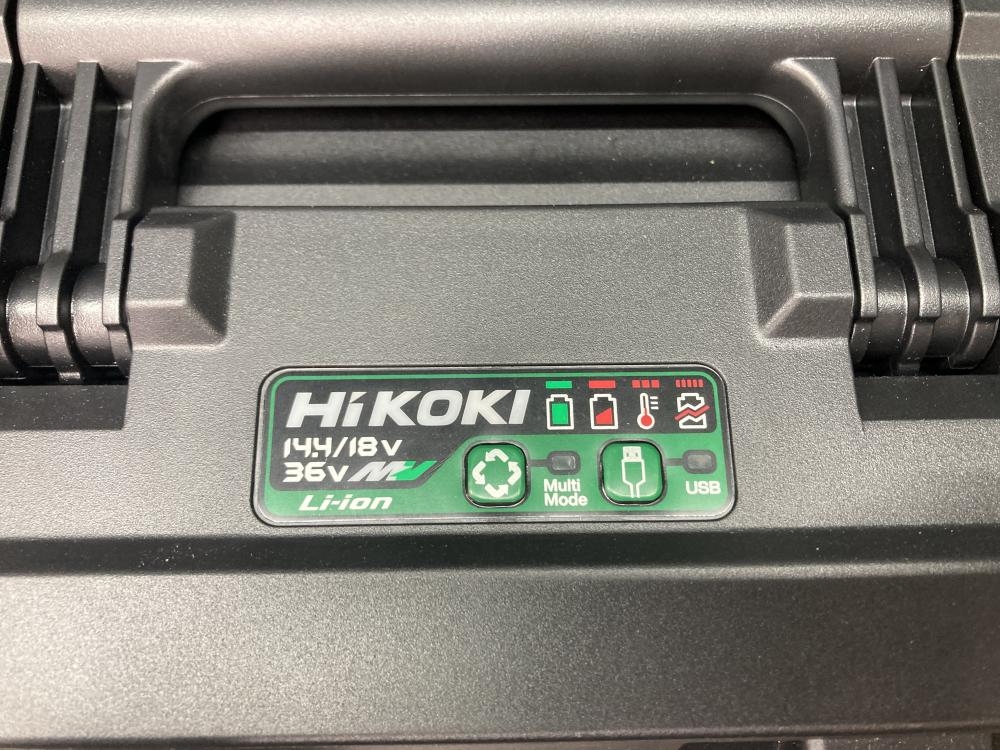 HiKOKI
14.4/18V
36V MV
Li-ion
Multi
Mode
USB